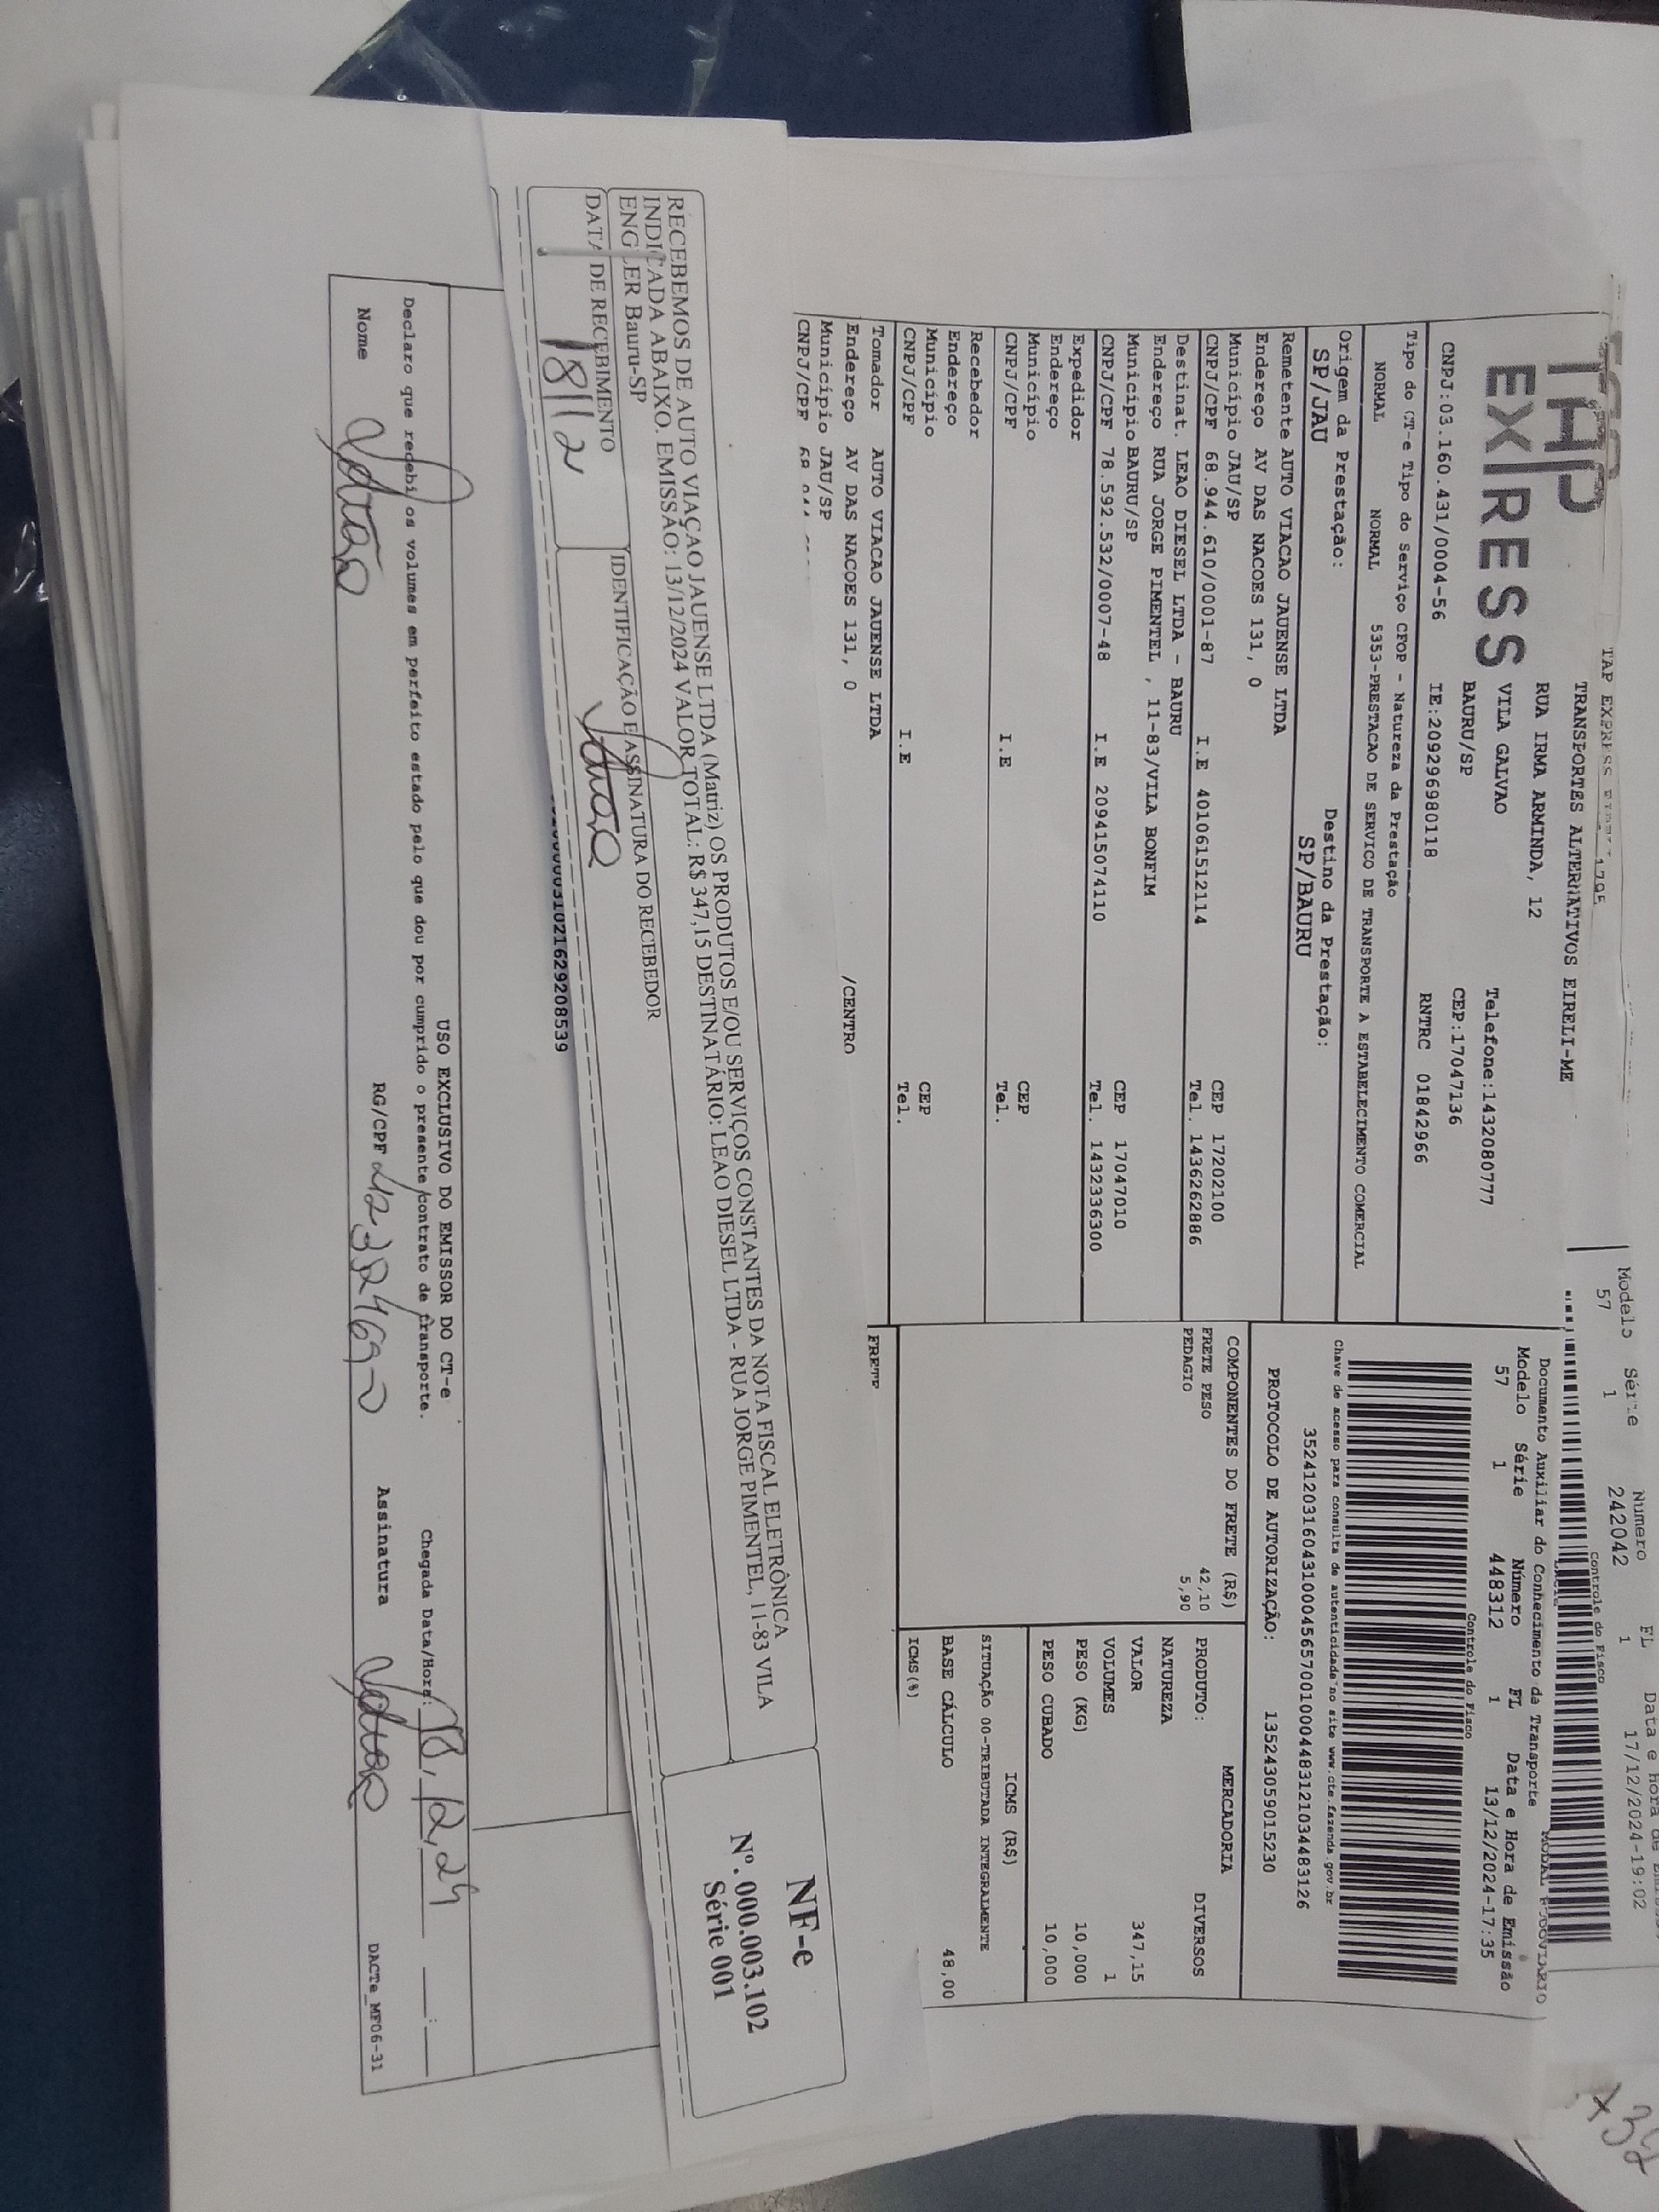 Modelo Série Numero FL
57 1 242042 1 17/12/2024-19:02
Controle do Fisco
TAP EXPRESS
EXPRESS
TRANSPORTES ALTERNATIVOS EIRELI-ME
RUA IRMA ARMINDA, 12
VILA GALVAO Telefone:1432080777
BAURU/SP CEP:17047136
CNPJ:03.160.431/0004-56 IE:209296980118 RNTRC 01842966
Documento Auxiliar do Conhecimento de Transporte
Modelo Série Número FL Data e Hora de Emissão
57 1 448312 1 13/12/2024-17:35
Controle do Fisco
Chave de acesso para consulta de autenticidade no site www.cte.fazenda.gov.br
35241203160431000456570010004483121034483126
PROTOCOLO DE AUTORIZAÇÃO: 135243059015230
Tipo do CT-e Tipo do Serviço CFOP - Natureza da Prestação
NORMAL NORMAL 5353-PRESTACAO DE SERVICO DE TRANSPORTE A ESTABELECIMENTO COMERCIAL
Origem da Prestação: Destino da Prestação:
SP/JAU SP/BAURU
Remetente AUTO VIACAO JAUENSE LTDA
Endereço AV DAS NACOES 131, 0
Município JAU/SP CEP 17202100
CNPJ/CPF 68.944.610/0001-87 I.E 401061512114 Tel. 1436262886
Destinat. LEAO DIESEL LTDA - BAURU
Endereço RUA JORGE PIMENTEL , 11-83/VILA BONFIM
Município BAURU/SP CEP 17047010
CNPJ/CPF 78.592.532/0007-48 I.E 209415074110 Tel. 1432336300
Expedidor
Endereço
Município CEP
CNPJ/CPF I.E Tel.
Recebedor
Endereço
Município CEP
CNPJ/CPF I.E Tel.
Tomador AUTO VIACAO JAUENSE LTDA
Endereço AV DAS NACOES 131, 0 /CENTRO
Município JAU/SP
CNPJ/CPF
COMPONENTES DO FRETE (R$)
FRETE PESO 42,10
PEDAGIO 5,90
FRETE
MERCADORIA
PRODUTO: DIVERSOS
NATUREZA
VALOR 347,15
VOLUMES 1
PESO (KG) 10,000
PESO CUBADO 10,000
ICMS (R$)
SITUAÇÃO 00-TRIBUTADA INTEGRALMENTE
BASE CÁLCULO 48,00
ICMS(%)
RECEBEMOS DE AUTO VIAÇAO JAUENSE LTDA (Matriz) OS PRODUTOS E/OU SERVIÇOS CONSTANTES DA NOTA FISCAL ELETRÔNICA
INDICADA ABAIXO. EMISSÃO: 13/12/2024 VALOR TOTAL: R$ 347,15 DESTINATÁRIO: LEAO DIESEL LTDA - RUA JORGE PIMENTEL, 11-83 VILA
ENGLER Bauru-SP
DATA DE RECEBIMENTO IDENTIFICAÇÃO E ASSINATURA DO RECEBEDOR
NF-e
Nº. 000.003.102
Série 001
USO EXCLUSIVO DO EMISSOR DO CT-e
Declaro que recebi os volumes em perfeito estado pelo que dou por cumprido o presente contrato de transporte. Chegada Data/Hora: 18, 12, 24
Nome RG/CPF Assinatura
DACTe_MF06-31